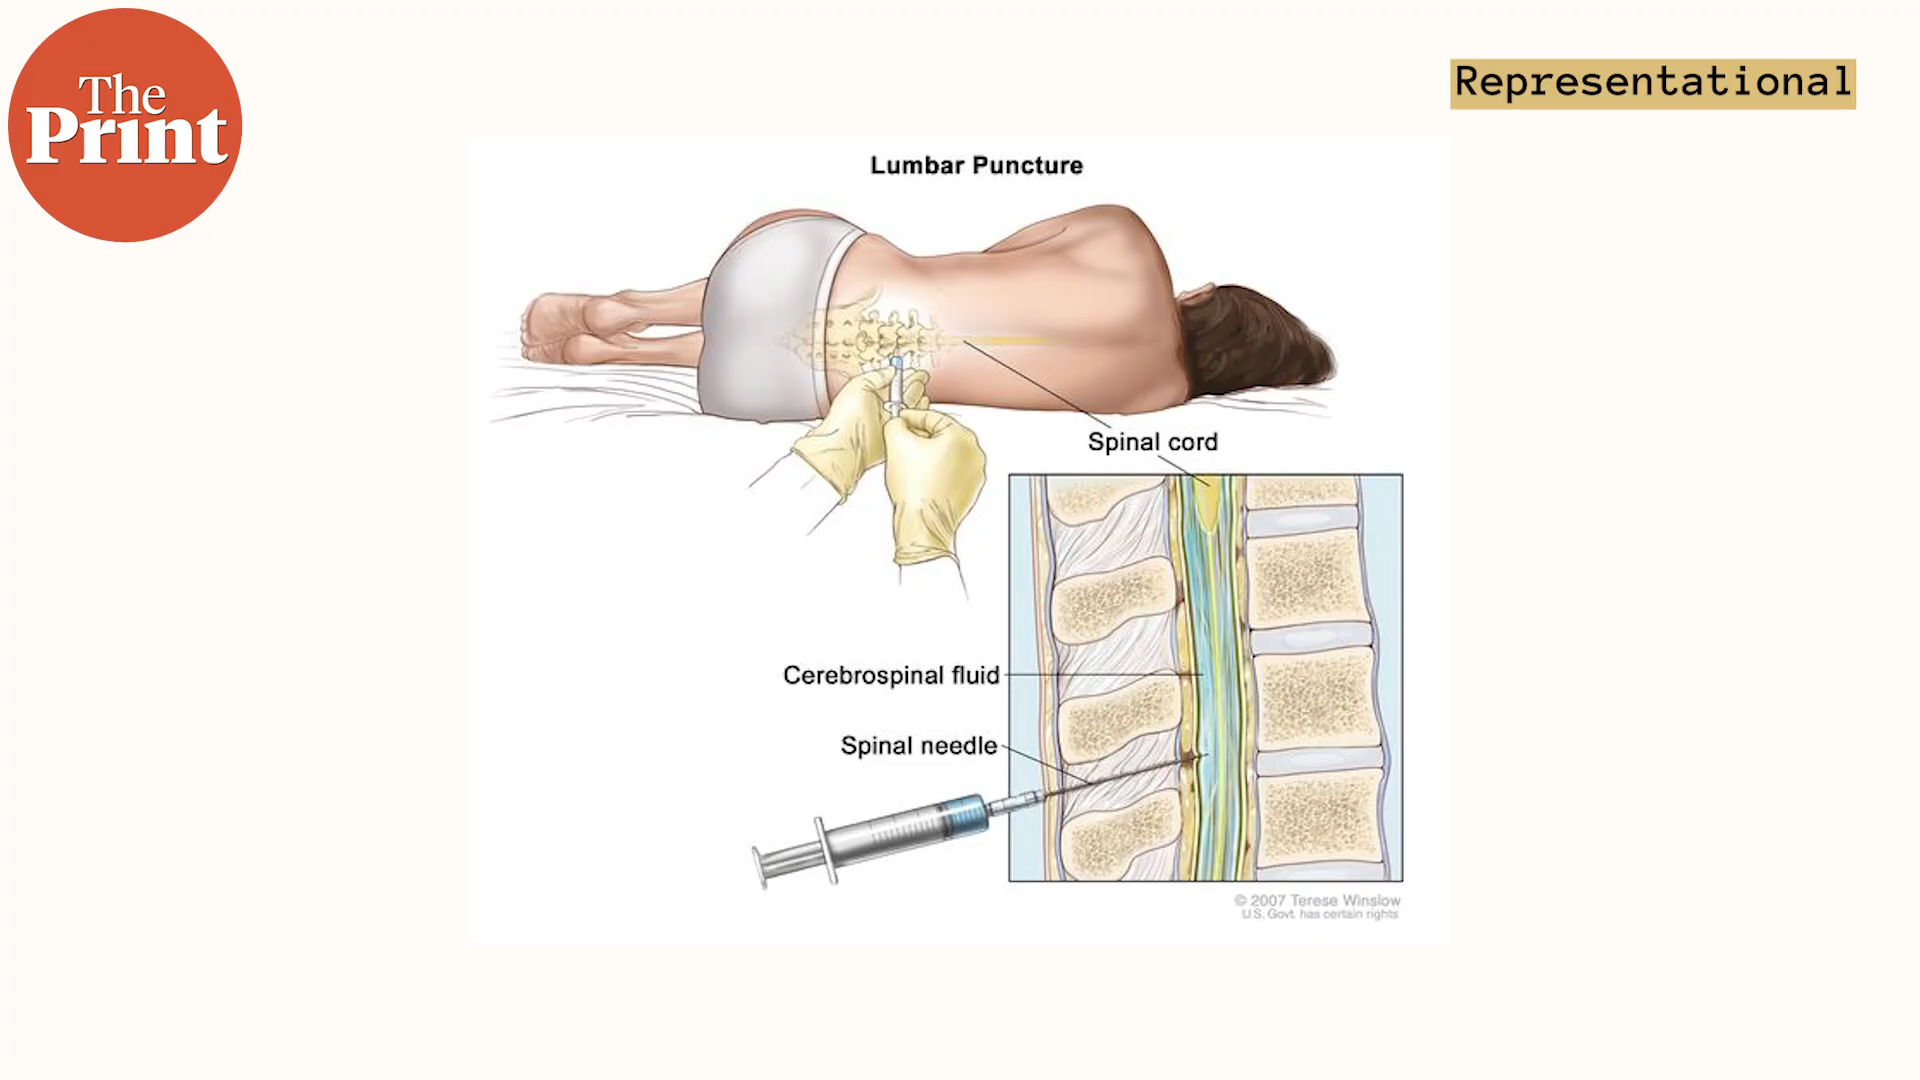 The
Print
Representational
Lumbar Puncture
Spinal cord
Cerebrospinal fluid
Spinal needle
© 2007 Terese Winslow
U.S. Govt. has certain rights